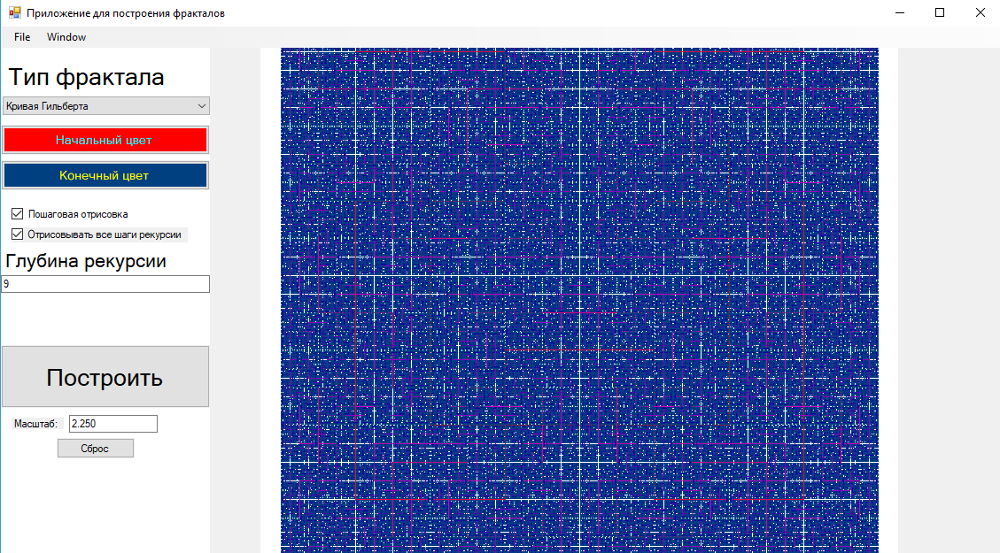 Приложение для построения фракталов
File Window
Тип фрактала
Кривая Гильберта
Начальный цвет
Конечный цвет
Пошаговая отрисовка
Отрисовывать все шаги рекурсии
Глубина рекурсии
9
Построить
Масштаб: 2.250
Сброс